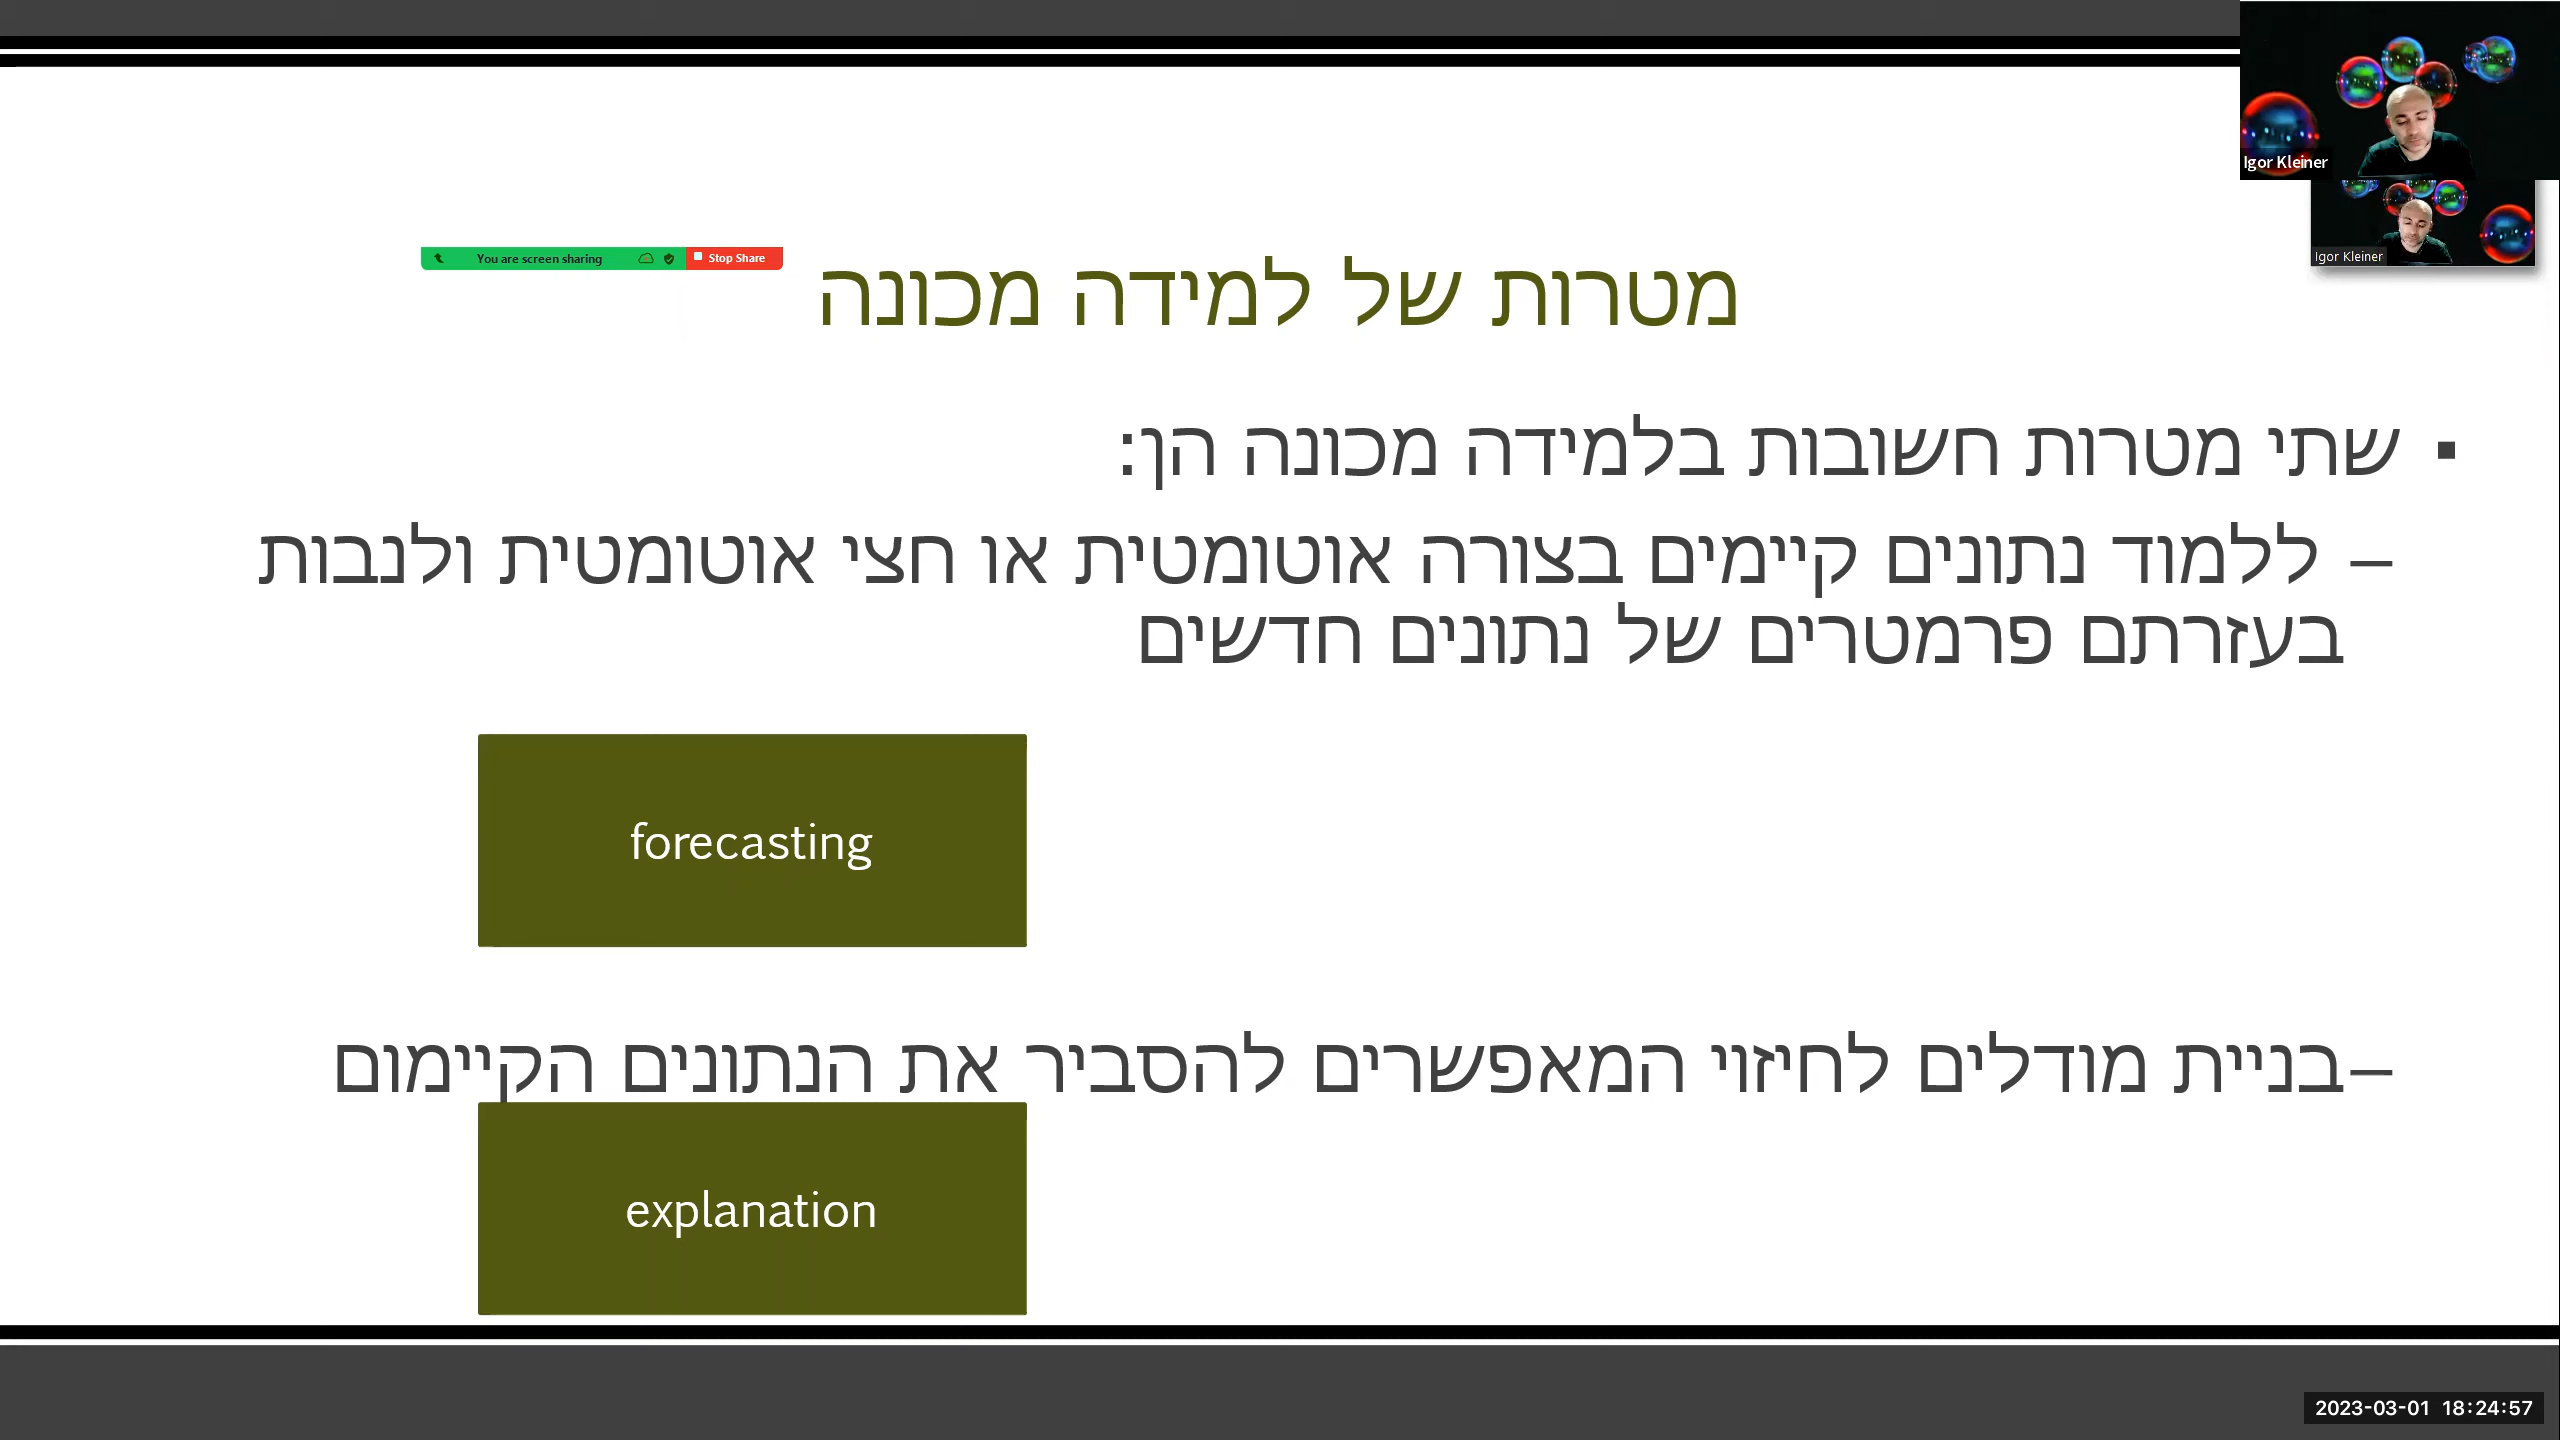 Igor Kleiner
Igor Kleiner
You are screen sharing
Stop Share
מטרות של למידה מכונה
▪ שתי מטרות חשובות בלמידה מכונה הן:
– ללמוד נתונים קיימים בצורה אוטומטית או חצי אוטומטית ולנבות
בעזרתם פרמטרים של נתונים חדשים
forecasting
–בניית מודלים לחיזוי המאפשרים להסביר את הנתונים הקיימום
explanation
2023-03-01 18:24:57